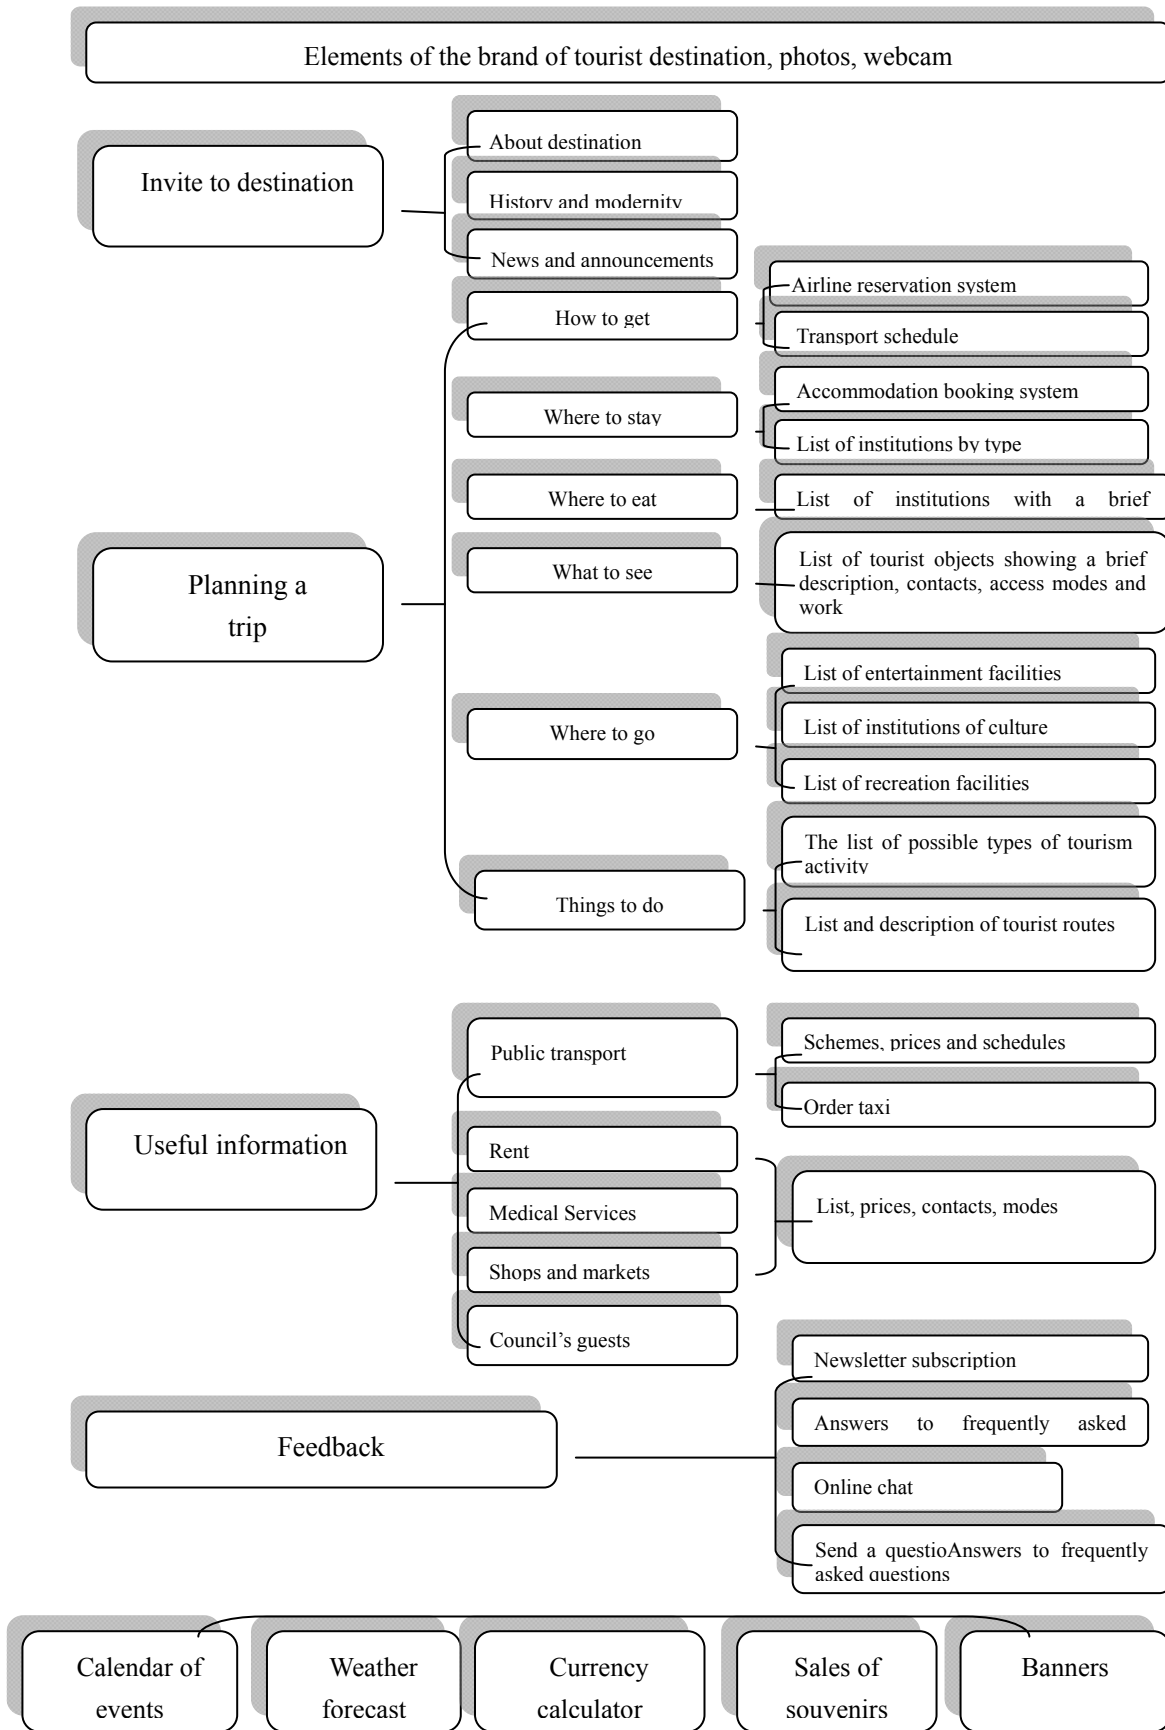 Elements of the brand of tourist destination, photos, webcam
Invite to destination
About destination
History and modernity
News and announcements
Planning a
trip
How to get
Airline reservation system
Transport schedule
Where to stay
Accommodation booking system
List of institutions by type
Where to eat
List of institutions with a brief
What to see
List of tourist objects showing a brief
description, contacts, access modes and
work
Where to go
List of entertainment facilities
List of institutions of culture
List of recreation facilities
Things to do
The list of possible types of tourism
activity
List and description of tourist routes
Useful information
Public transport
Schemes, prices and schedules
Order taxi
Rent
Medical Services
Shops and markets
List, prices, contacts, modes
Council's guests
Feedback
Newsletter subscription
Answers to frequently asked
Online chat
Send a questioAnswers to frequently
asked questions
Calendar of
events
Weather
forecast
Currency
calculator
Sales of
souvenirs
Banners